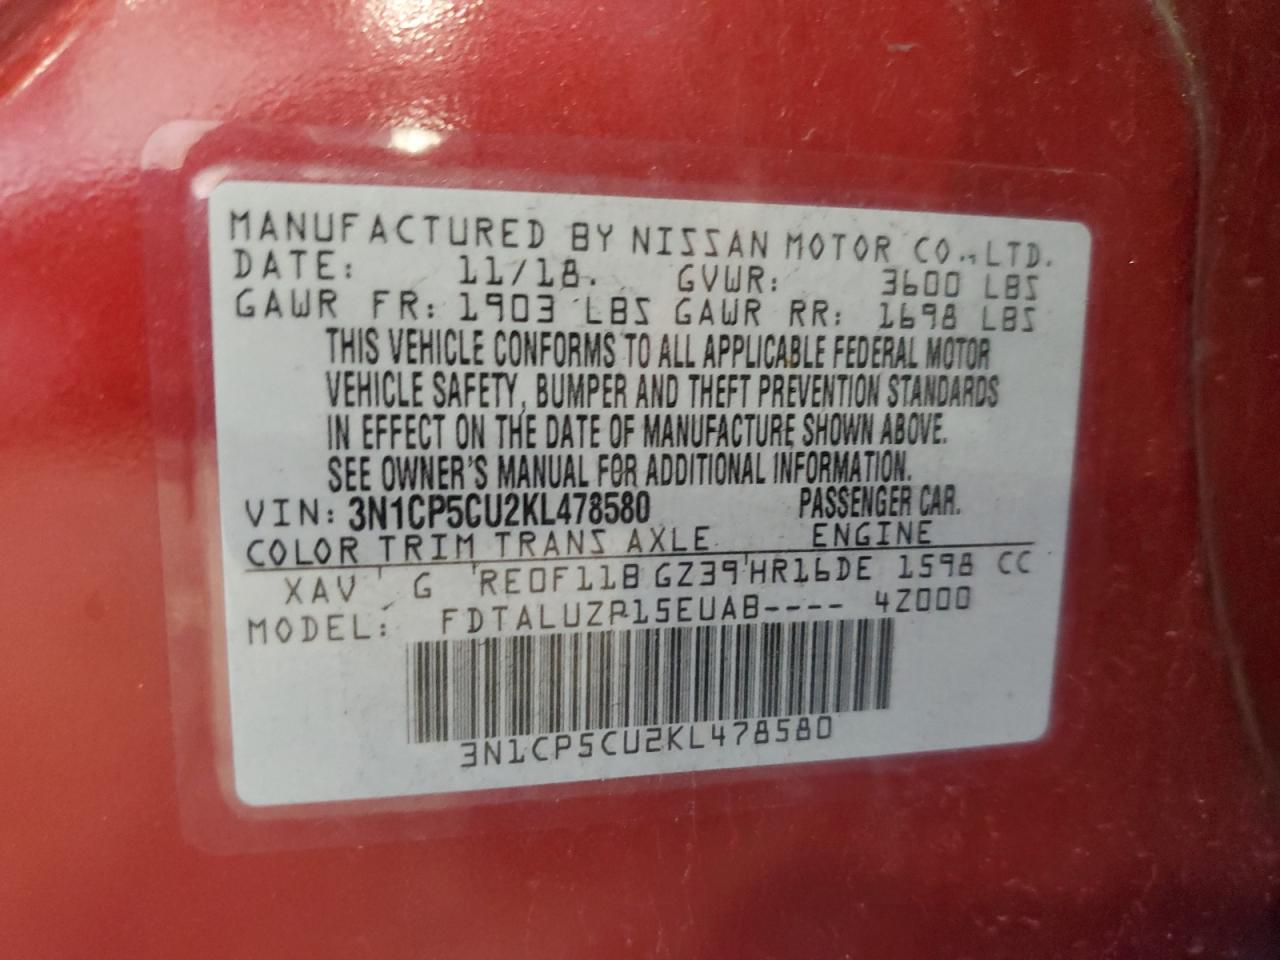 MANUFACTURED BY NISSAN MOTOR CO., LTD.
DATE: 11/18. GVWR: 3600 LBS
GAWR FR: 1903 LBS GAWR RR: 1698 LBS
THIS VEHICLE CONFORMS TO ALL APPLICABLE FEDERAL MOTOR
VEHICLE SAFETY, BUMPER AND THEFT PREVENTION STANDARDS
IN EFFECT ON THE DATE OF MANUFACTURE SHOWN ABOVE.
SEE OWNER'S MANUAL FOR ADDITIONAL INFORMATION.
VIN: 3N1CP5CU2KL478580 PASSENGER CAR.
COLOR TRIM TRANS AXLE ENGINE
XAV G RE0F11B GZ39 HR16DE 1598 CC
MODEL: FDTALUZP15EUAB---- 4Z000
3N1CP5CU2KL478580